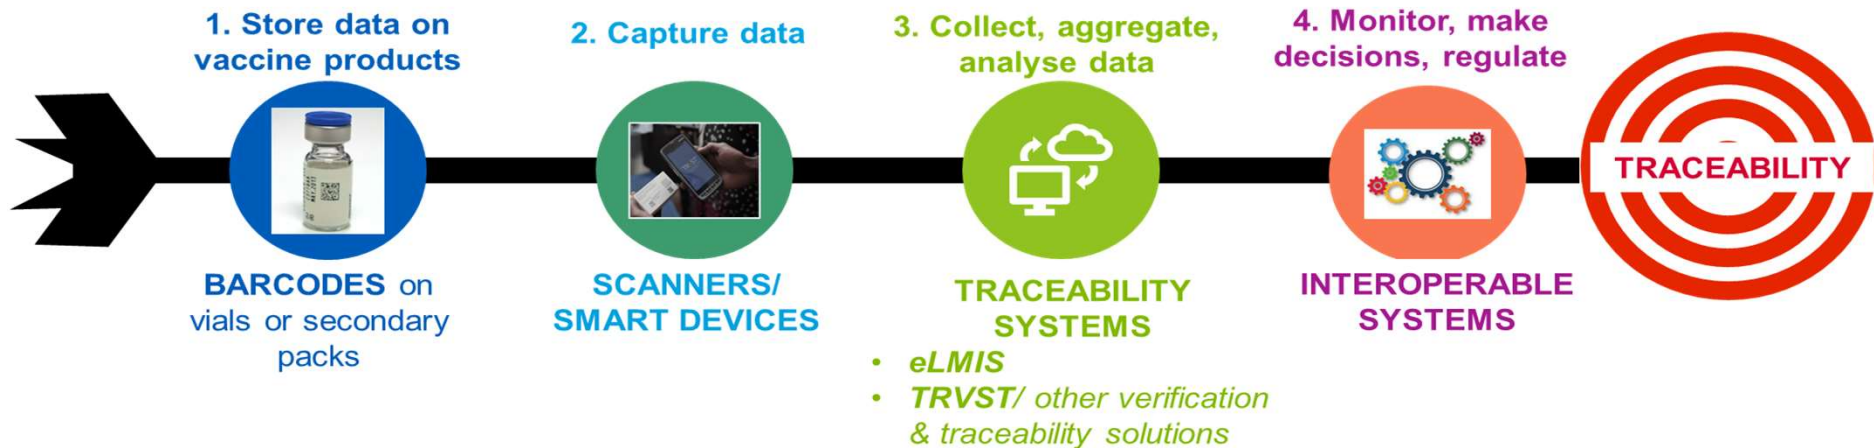 1. Store data on
vaccine products
2. Capture data
3. Collect, aggregate,
analyse data
4. Monitor, make
decisions, regulate
TRACEABILITY
BARCODES on
vials or secondary
packs
SCANNERS/
SMART DEVICES
TRACEABILITY
SYSTEMS
• eLMIS
• TRVST/ other verification
& traceability solutions
INTEROPERABLE
SYSTEMS